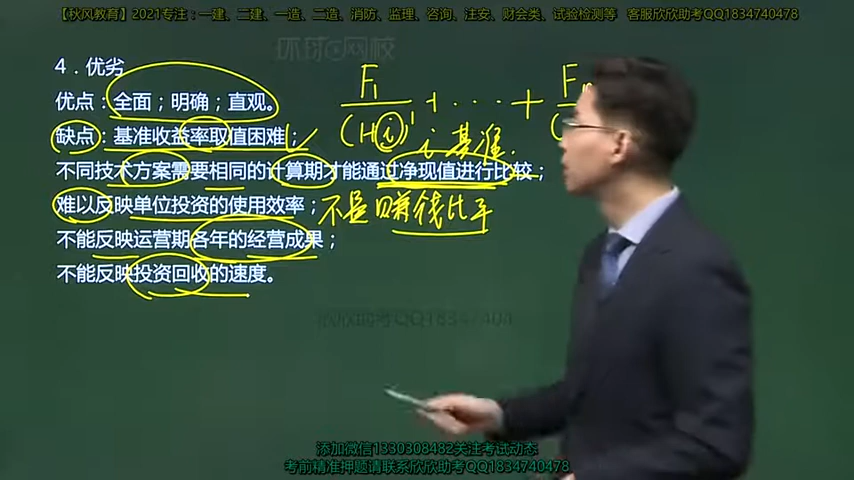 【秋风教育】2021专注：一建、二建、一造、二造、消防、监理、咨询、注安、财会类、试验检测等 客服欣欣助考QQ1834740478
环球网校
4．优劣
优点：全面；明确；直观。
缺点：基准收益率取值困难；
不同技术方案需要相同的计算期才能通过净现值进行比较；
难以反映单位投资的使用效率；
不能反映运营期各年的经营成果；
不能反映投资回收的速度。
F₁ + ··· + F
(1+i)¹
i基准.
不是赚钱比率
添加微信1330308482关注考试动态
考前精准押题请联系欣欣助考QQ1834740478